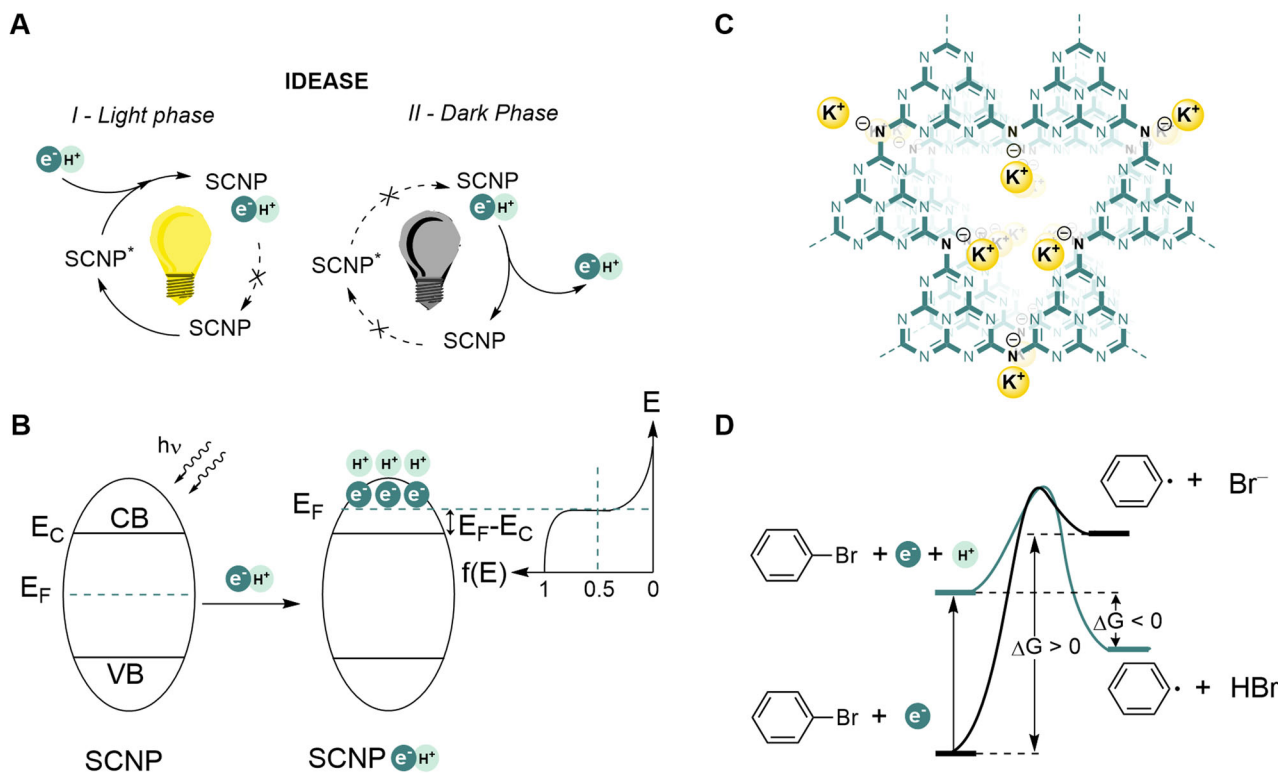 A
IDEASE
I - Light phase
II - Dark Phase
e⁻ H⁺
SCNP
e⁻ H⁺
SCNP*
SCNP
SCNP
e⁻ H⁺
SCNP*
e⁻ H⁺
SCNP
B
hν
E_C
CB
E_F
VB
SCNP
e⁻ H⁺
H⁺ H⁺ H⁺
e⁻ e⁻ e⁻
E_F
E_F-E_C
SCNP e⁻ H⁺
E
f(E)
1
0.5
0
C
N N N N
N N N N N N
N N N N N N
K⁺ ⊖ N N N ⊖ K⁺
⊖
K⁺
N N N N
N N N N N N
N N N N
N ⊖ K⁺ K⁺ ⊖ N
N N N N
N N N N N N
N N N N N N
⊖
N
K⁺
D
Br + e⁻ + H⁺
Br + e⁻
ΔG > 0
ΔG < 0
· + Br⁻
· + HBr